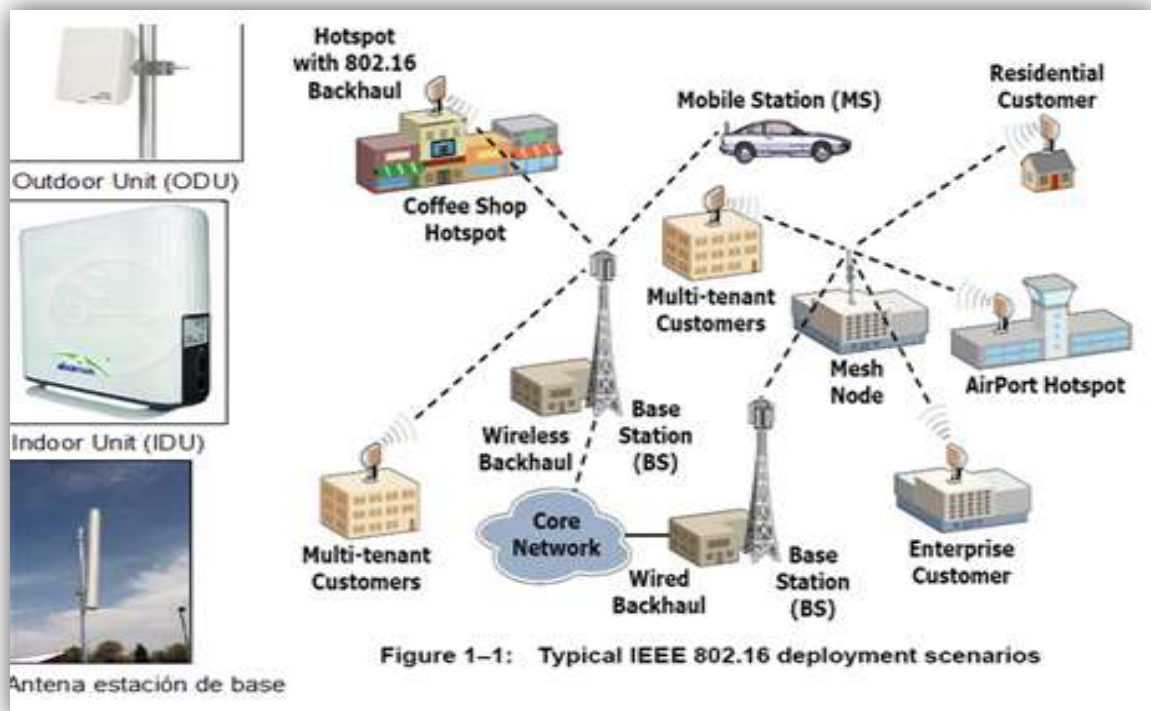 Outdoor Unit (ODU)
Indoor Unit (IDU)
Antena estación de base
Hotspot
with 802.16
Backhaul
Coffee Shop
Hotspot
Mobile Station (MS)
Residential
Customer
Multi-tenant
Customers
Mesh
Node
AirPort Hotspot
Wireless
Backhaul
Base
Station
(BS)
Multi-tenant
Customers
Core
Network
Wired
Backhaul
Base
Station
(BS)
Enterprise
Customer
Figure 1–1: Typical IEEE 802.16 deployment scenarios